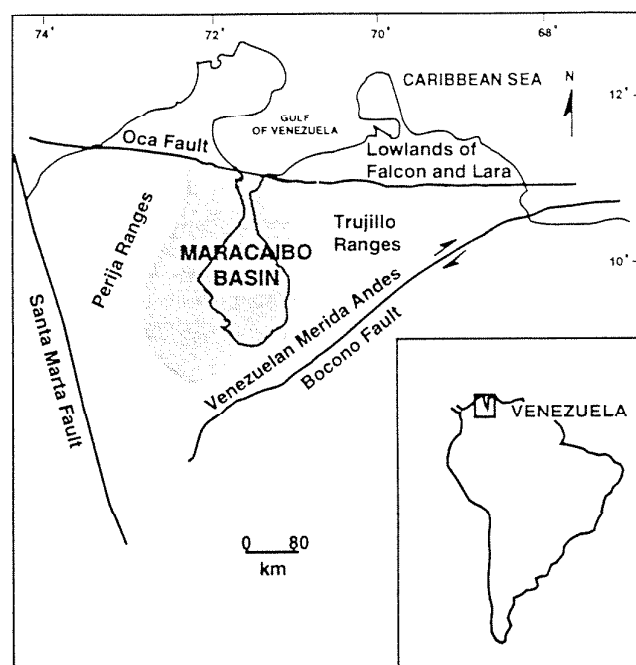 74°
72°
70°
68°
CARIBBEAN SEA
N
12°
GULF
OF VENEZUELA
Oca Fault
Lowlands of
Falcon and Lara
Perija Ranges
MARACAIBO
BASIN
Trujillo
Ranges
10°
Santa Marta Fault
Venezuelan Merida Andes
Bocono Fault
VENEZUELA
0 80
km